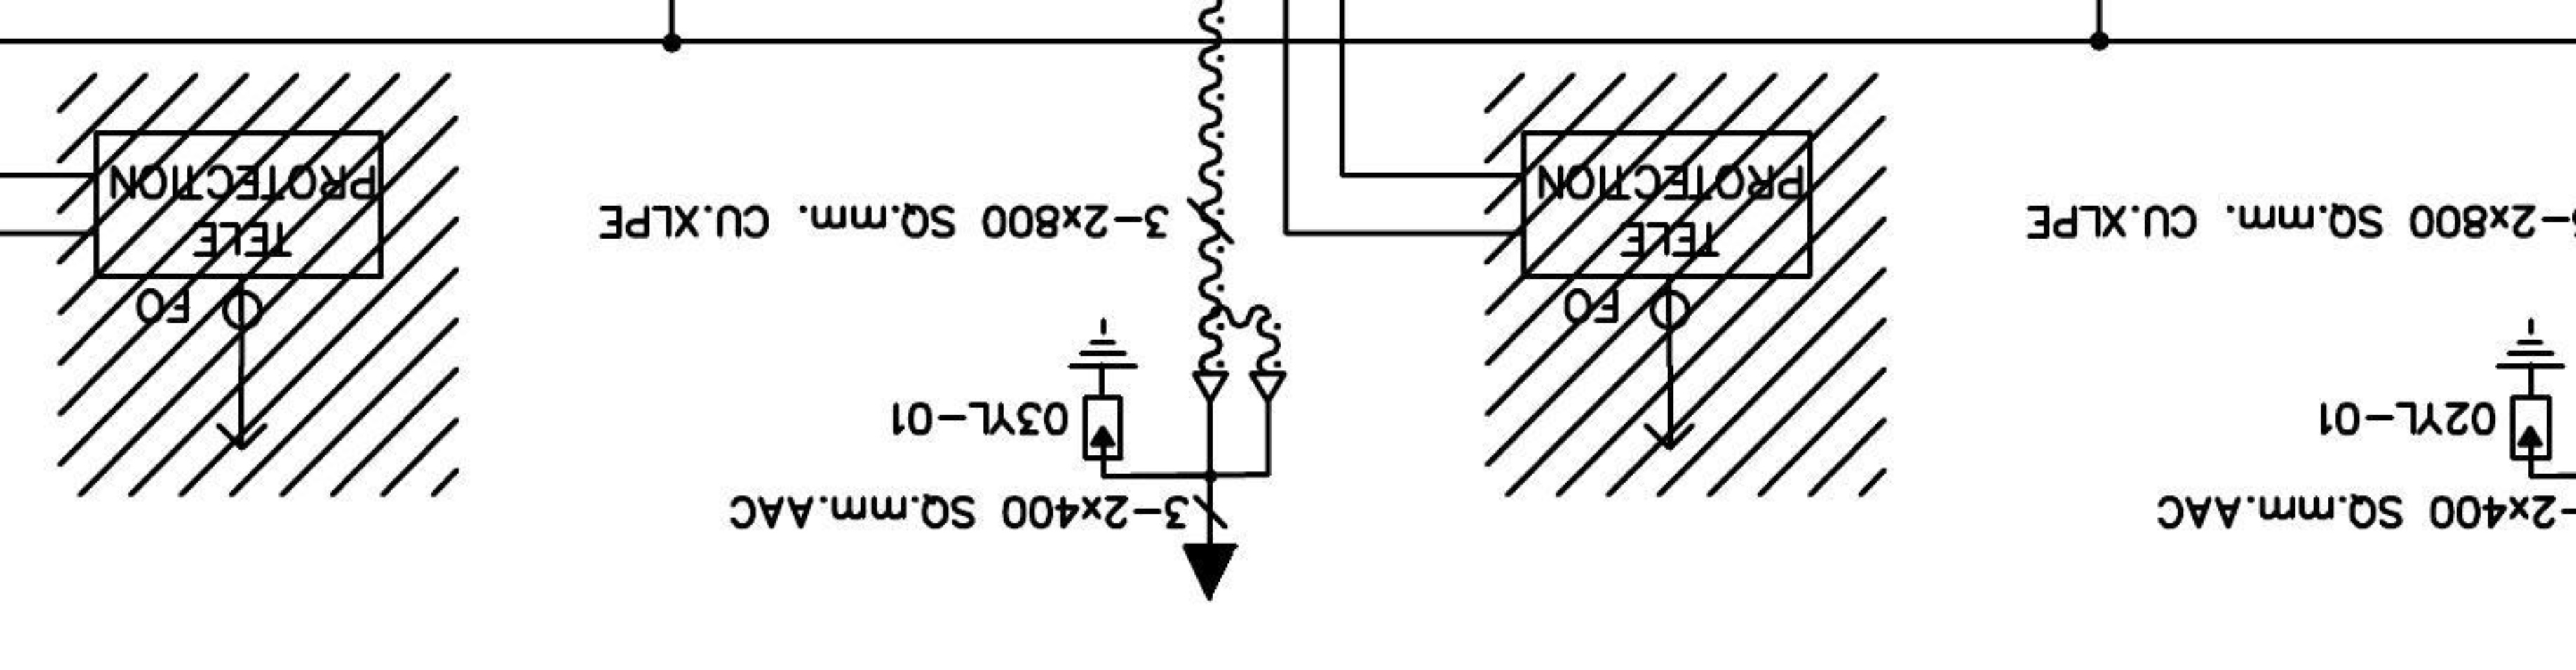 3-2x400 SQ.mm.AAC
02YL-01
3-2x400 SQ.mm.AAC
03YL-01
FO
TELE
PROTECTION
FO
TELE
PROTECTION
-2x800 SQ.mm. CU.XLPE
3-2x800 SQ.mm. CU.XLPE